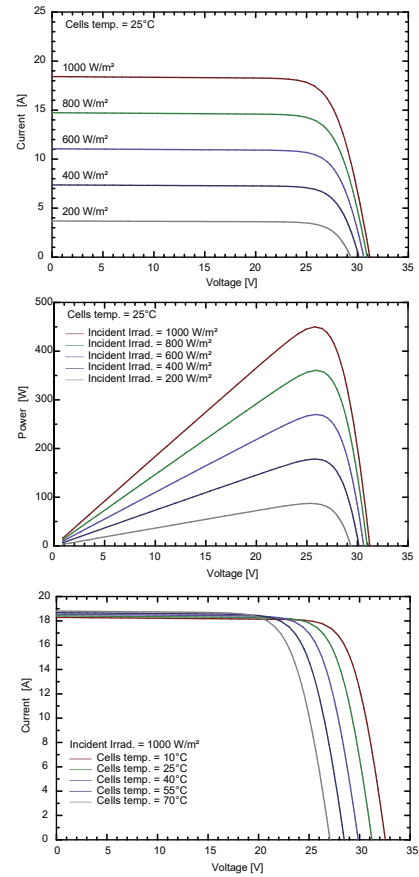 25
Cells temp. = 25°C
20
1000 W/m²
15
800 W/m²
600 W/m²
10
400 W/m²
5
200 W/m²
0
Current [A]
0 5 10 15 20 25 30 35
Voltage [V]
500
Cells temp. = 25°C
Incident Irrad. = 1000 W/m²
Incident Irrad. = 800 W/m²
400
Incident Irrad. = 600 W/m²
Incident Irrad. = 400 W/m²
Incident Irrad. = 200 W/m²
300
200
100
0
Power [W]
0 5 10 15 20 25 30 35
Voltage [V]
20
18
16
14
12
10
8
Incident Irrad. = 1000 W/m²
Cells temp. = 10°C
6
Cells temp. = 25°C
Cells temp. = 40°C
4
Cells temp. = 55°C
Cells temp. = 70°C
2
0
Current [A]
0 5 10 15 20 25 30 35
Voltage [V]